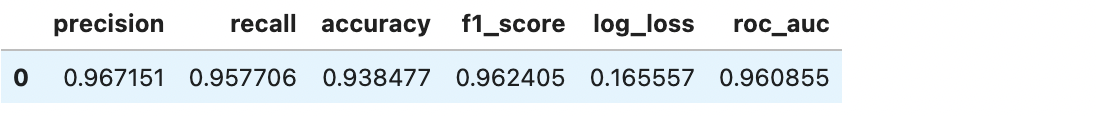 precision recall accuracy f1_score log_loss roc_auc
0 0.967151 0.957706 0.938477 0.962405 0.165557 0.960855